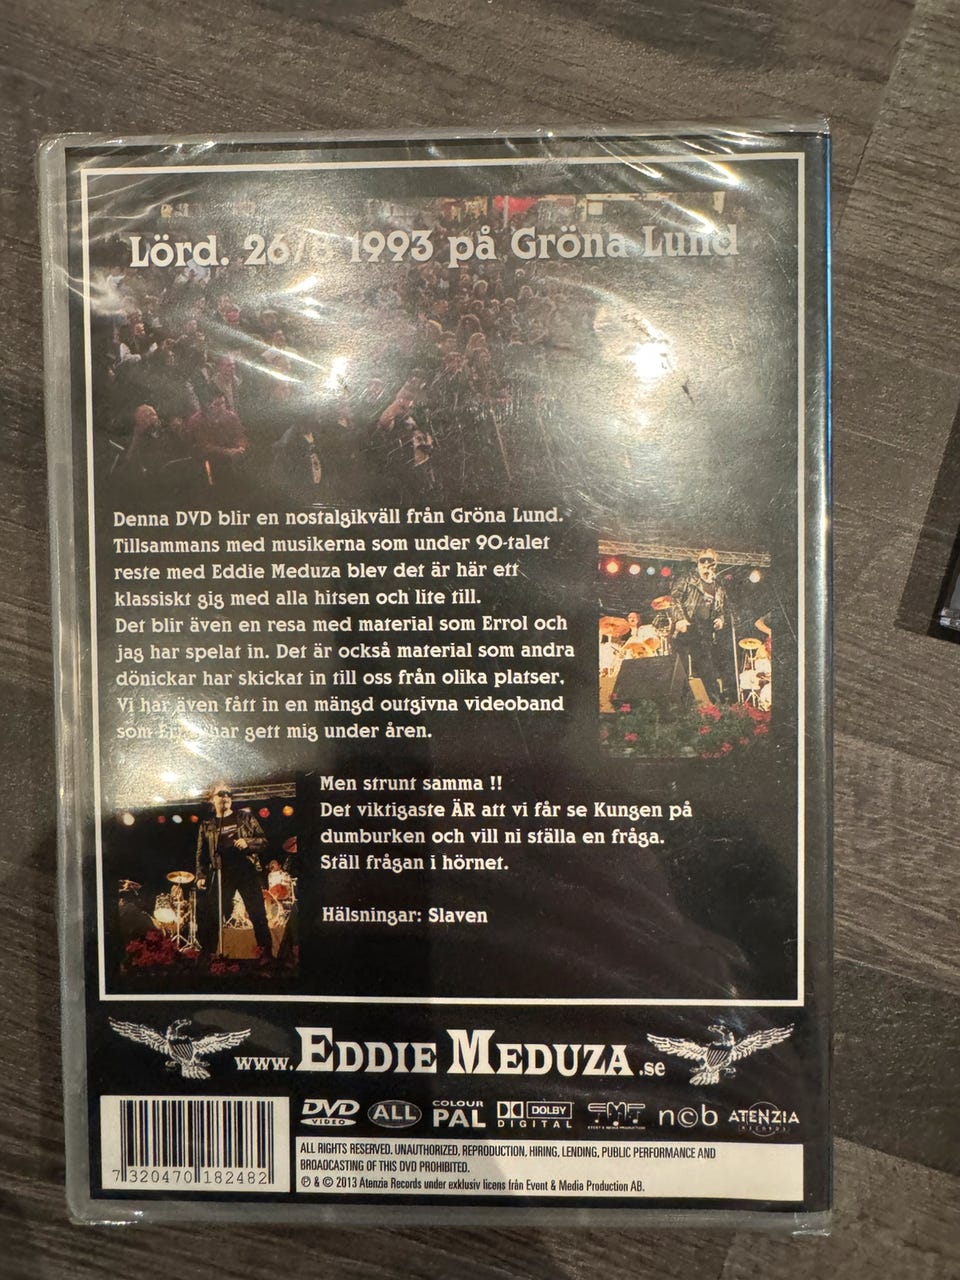 Lörd. 26/ 1993 på Gröna Lund
Denna DVD blir en nostalgikväll från Gröna Lund.
Tillsammans med musikerna som under 90-talet
reste med Eddie Meduza blev det är här ett
klassiskt gig med alla hitsen och lite till.
Det blir även en resa med material som Errol och
jag har spelat in. Det är också material som andra
dönickar har skickat in till oss från olika platser.
Vi har även fått in en mängd outgivna videoband
som har gett mig under åren.
Men strunt samma !!
Det viktigaste ÄR att vi får se Kungen på
dumburken och vill ni ställa en fråga.
Ställ frågan i hörnet.
Hälsningar: Slaven
www.EDDIE MEDUZA.se
DVD VIDEO ALL COLOUR PAL DOLBY DIGITAL ncb ATENZIA RECORDS
7 320470 182482
ALL RIGHTS RESERVED. UNAUTHORIZED, REPRODUCTION, HIRING, LENDING, PUBLIC PERFORMANCE AND
BROADCASTING OF THIS DVD PROHIBITED.
℗ & © 2013 Atenzia Records under exklusiv licens från Event & Media Production AB.